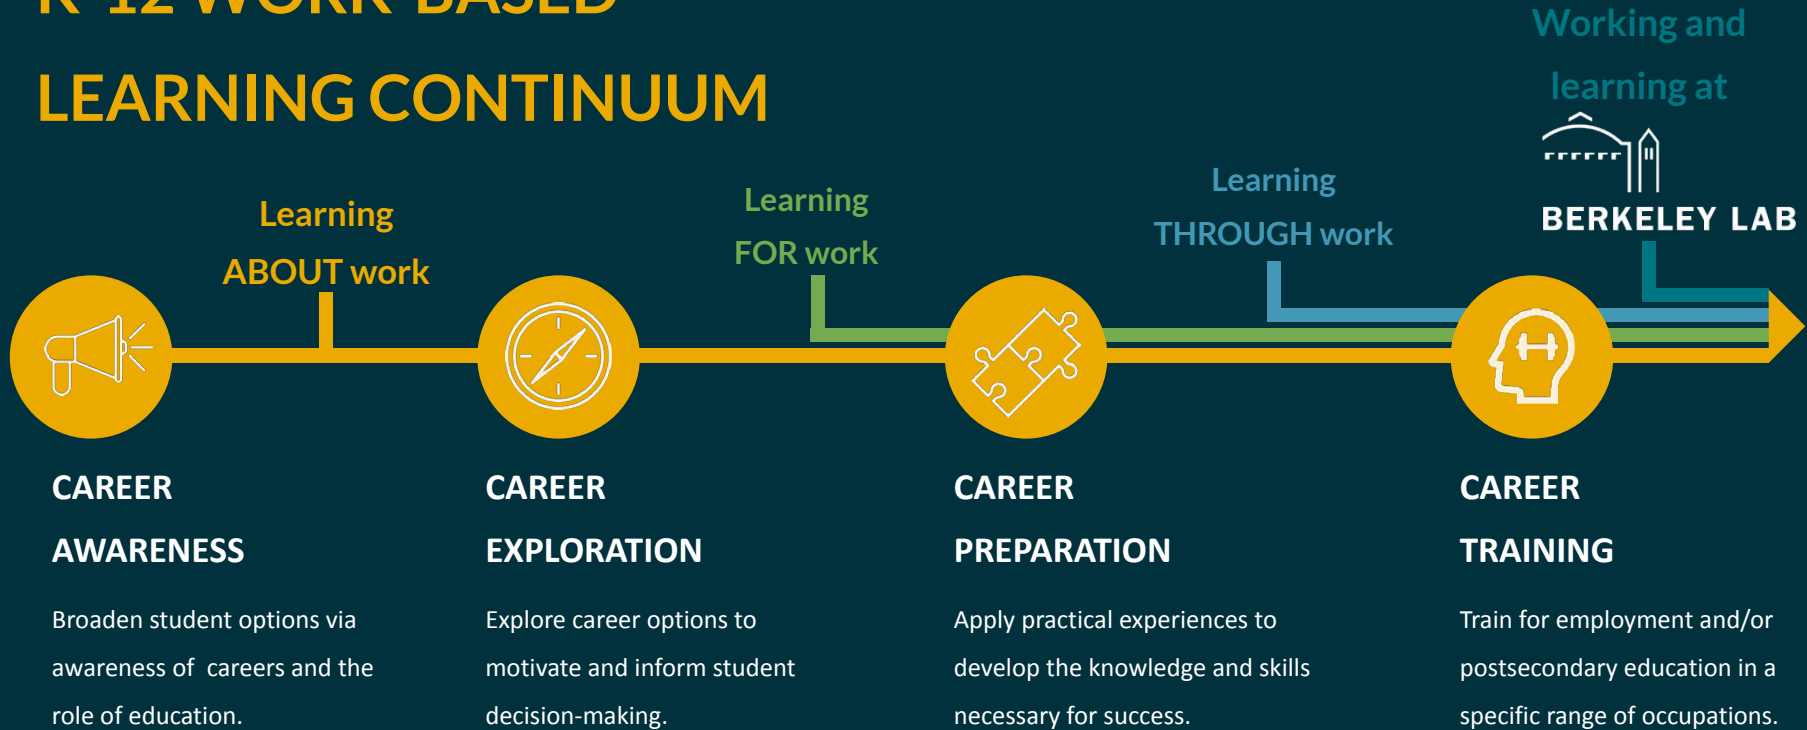 K-12 WORK-BASED
LEARNING CONTINUUM
Working and
learning at
BERKELEY LAB
Learning
ABOUT work
Learning
FOR work
Learning
THROUGH work
CAREER
AWARENESS
Broaden student options via
awareness of careers and the
role of education.
CAREER
EXPLORATION
Explore career options to
motivate and inform student
decision-making.
CAREER
PREPARATION
Apply practical experiences to
develop the knowledge and skills
necessary for success.
CAREER
TRAINING
Train for employment and/or
postsecondary education in a
specific range of occupations.